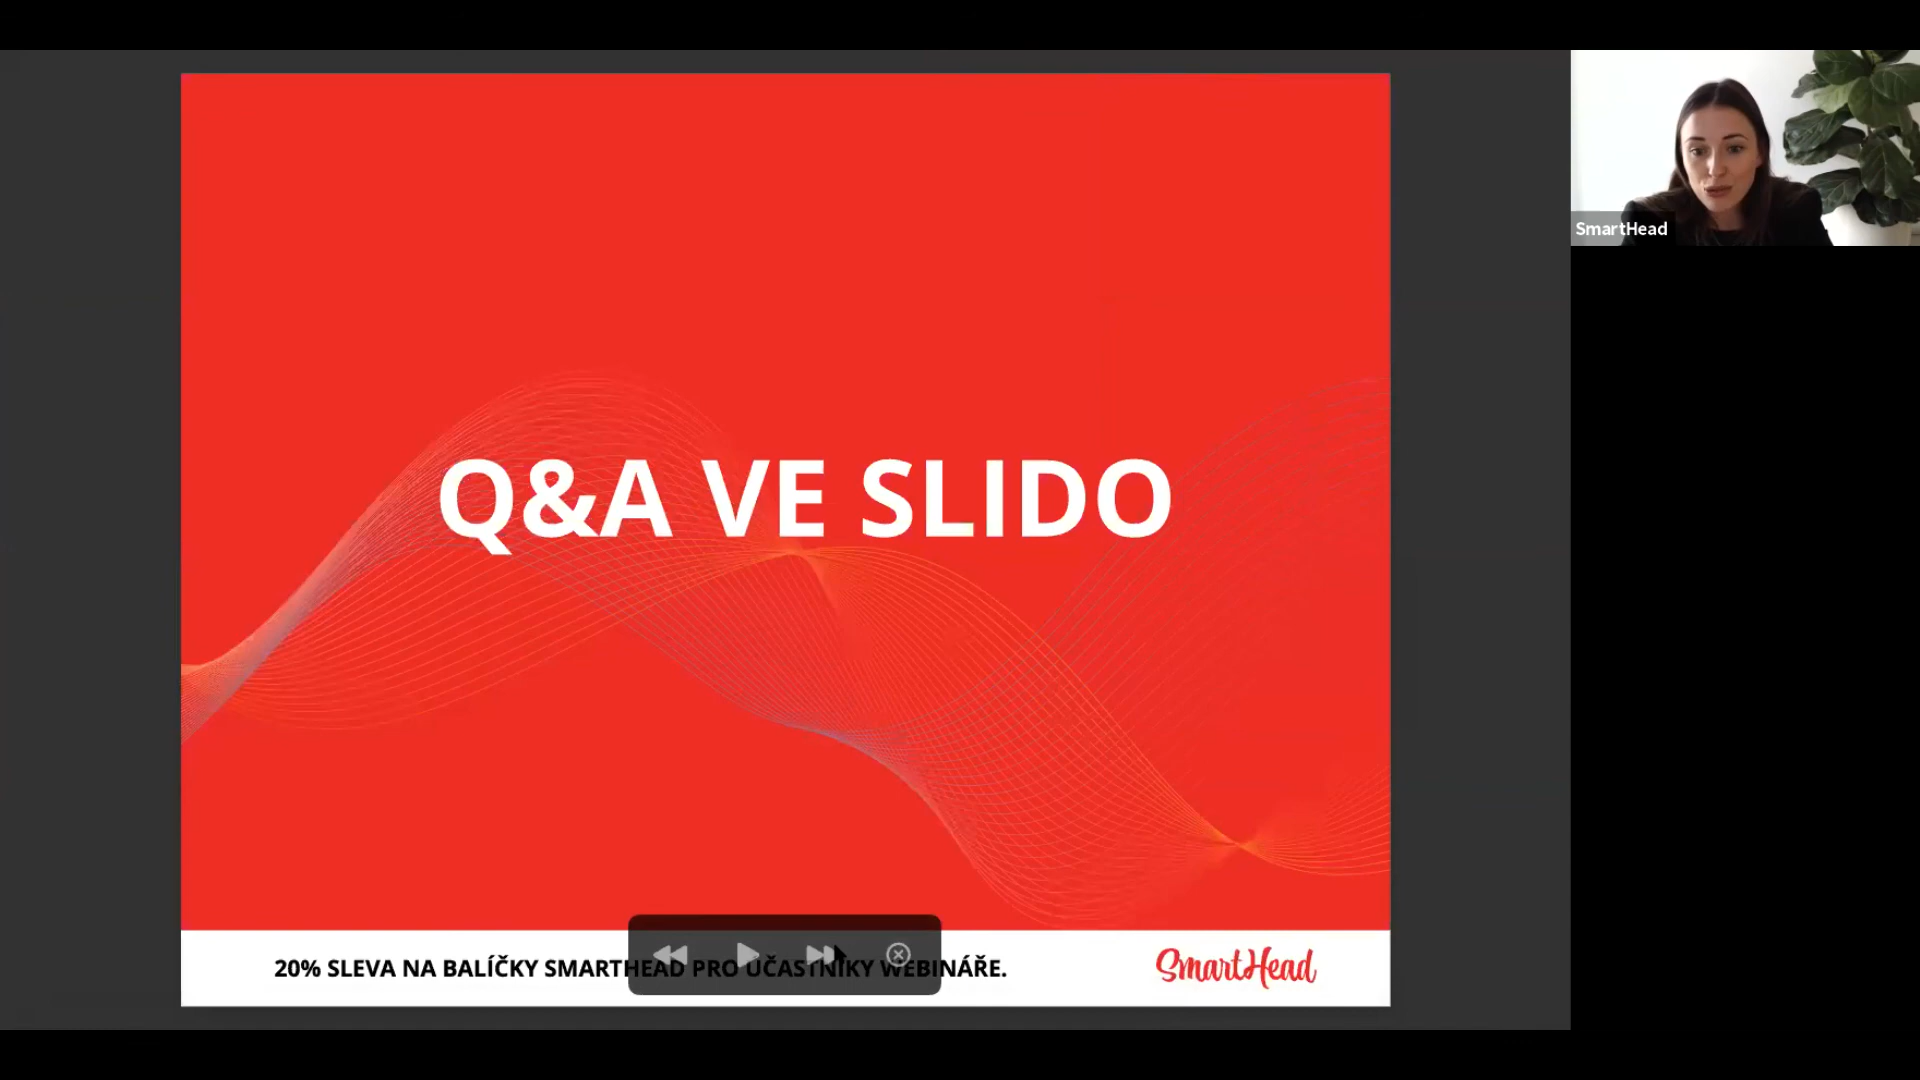 Q&A VE SLIDO
20% SLEVA NA BALÍČKY SMARTHEAD PRO ÚČASTNÍKY WEBINÁŘE.
SmartHead
SmartHead